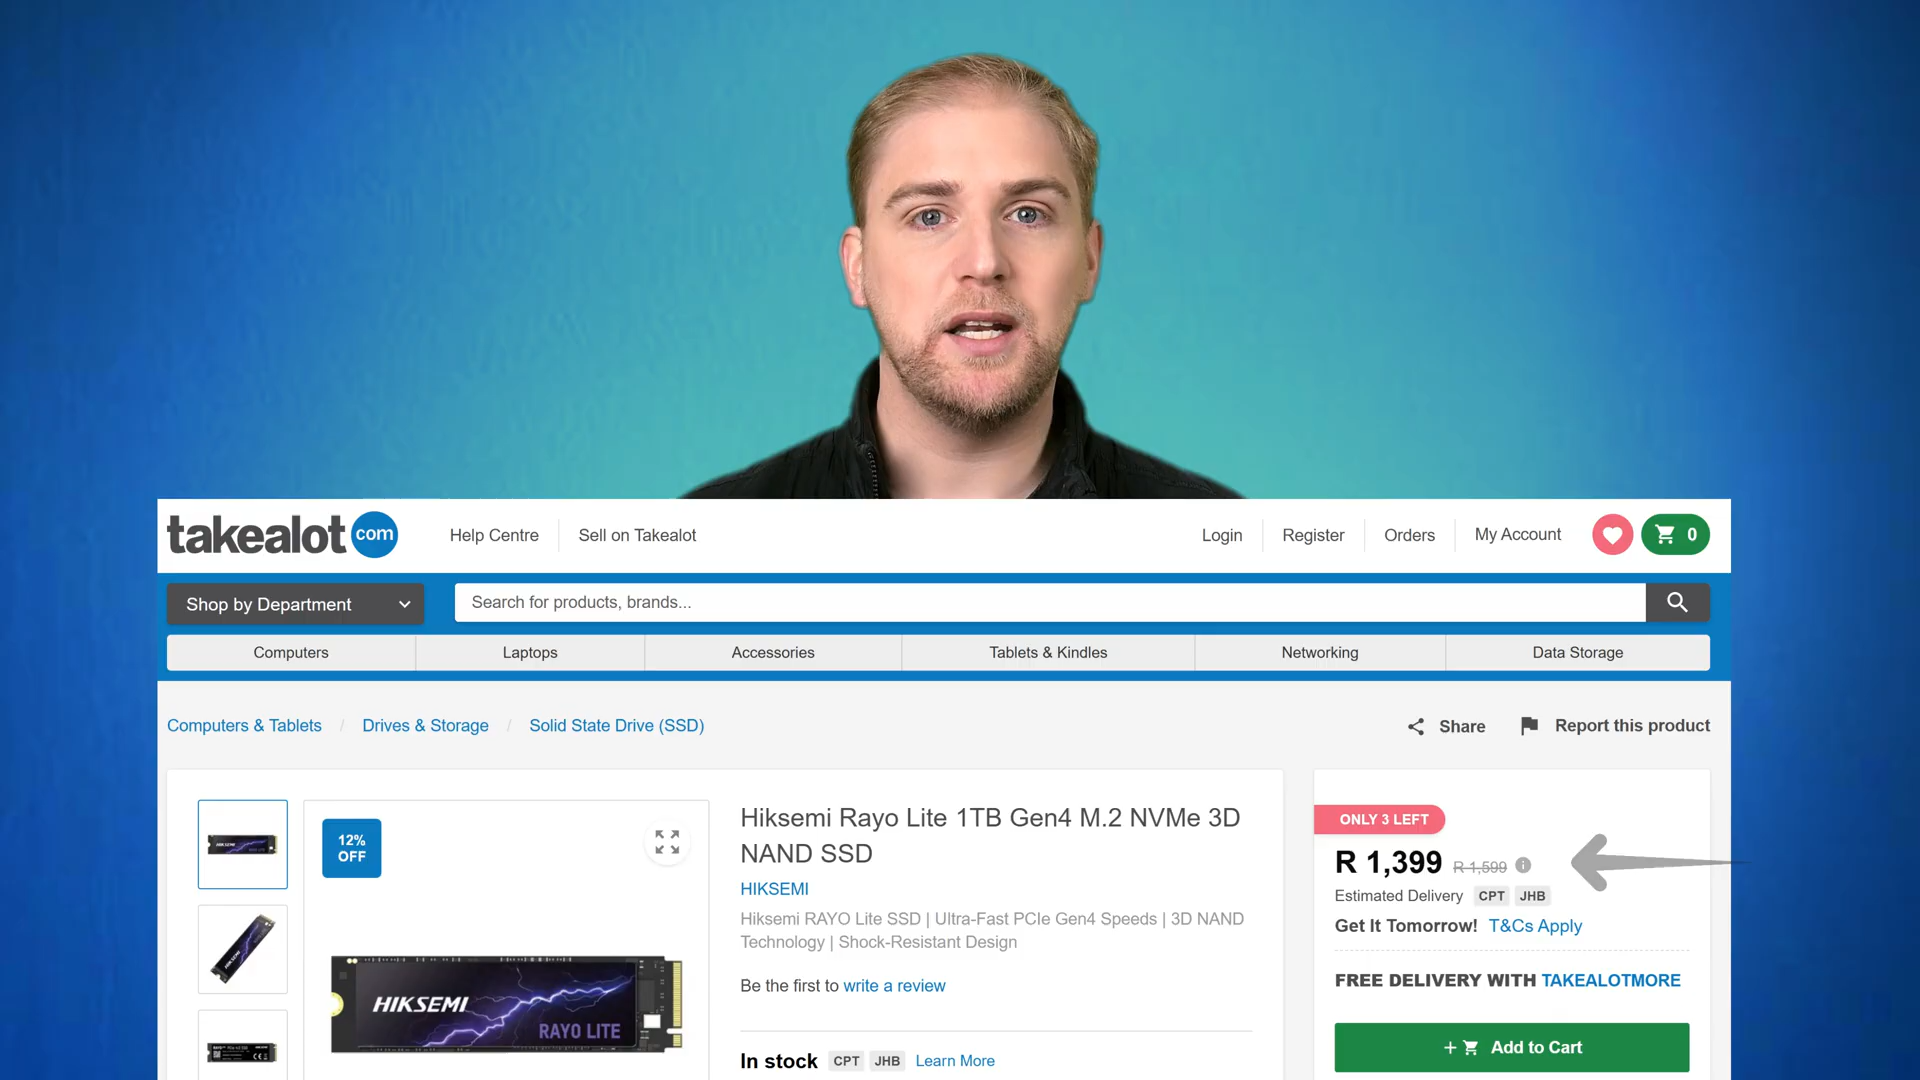 takealot com
Help Centre
Sell on Takealot
Login
Register
Orders
My Account
0
Shop by Department
Search for products, brands...
Computers
Laptops
Accessories
Tablets & Kindles
Networking
Data Storage
Computers & Tablets / Drives & Storage / Solid State Drive (SSD)
Share
Report this product
12%
OFF
HIKSEMI
RAYO LITE
Hiksemi Rayo Lite 1TB Gen4 M.2 NVMe 3D
NAND SSD
HIKSEMI
Hiksemi RAYO Lite SSD | Ultra-Fast PCIe Gen4 Speeds | 3D NAND
Technology | Shock-Resistant Design
Be the first to write a review
In stock CPT JHB Learn More
ONLY 3 LEFT
R 1,399 R 1,599
Estimated Delivery CPT JHB
Get It Tomorrow! T&Cs Apply
FREE DELIVERY WITH TAKEALOTMORE
+ Add to Cart